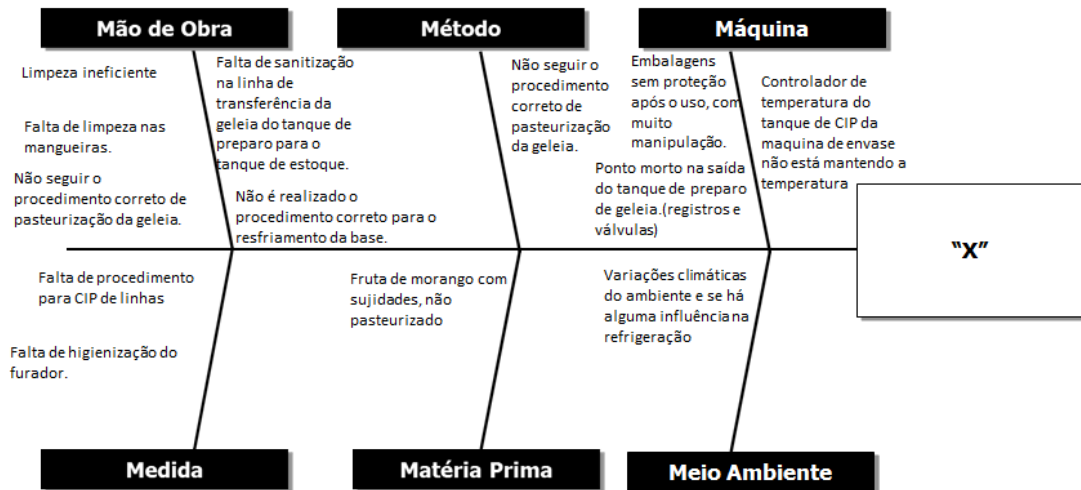 Mão de Obra
Método
Máquina
Limpeza ineficiente
Falta de limpeza nas
mangueiras.
Não seguir o
procedimento correto de
pasteurização da geleia.
Falta de sanitização
na linha de
transferência da
geleia do tanque de
preparo para o
tanque de estoque.
Não é realizado o
procedimento correto para o
resfriamento da base.
Não seguir o
procedimento
correto de
pasteurização
da geleia.
Embalagens
sem proteção
após o uso, com
muito
manipulação.
Ponto morto na saída
do tanque de preparo
de geleia.(registros e
válvulas)
Controlador de
temperatura do
tanque de CIP da
maquina de envase
não está mantendo a
temperatura
"X"
Falta de procedimento
para CIP de linhas
Falta de higienização do
furador.
Fruta de morango com
sujidades, não
pasteurizado
Variações climáticas
do ambiente e se há
alguma influência na
refrigeração
Medida
Matéria Prima
Meio Ambiente